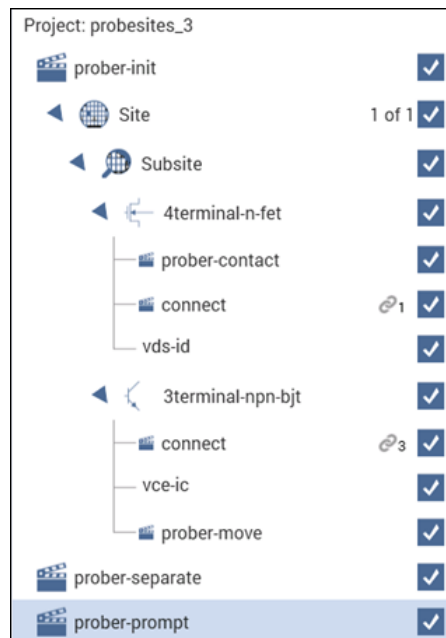 Project: probesites_3
prober-init
Site 1 of 1
Subsite
4terminal-n-fet
prober-contact
connect 1
vds-id
3terminal-npn-bjt
connect 3
vce-ic
prober-move
prober-separate
prober-prompt